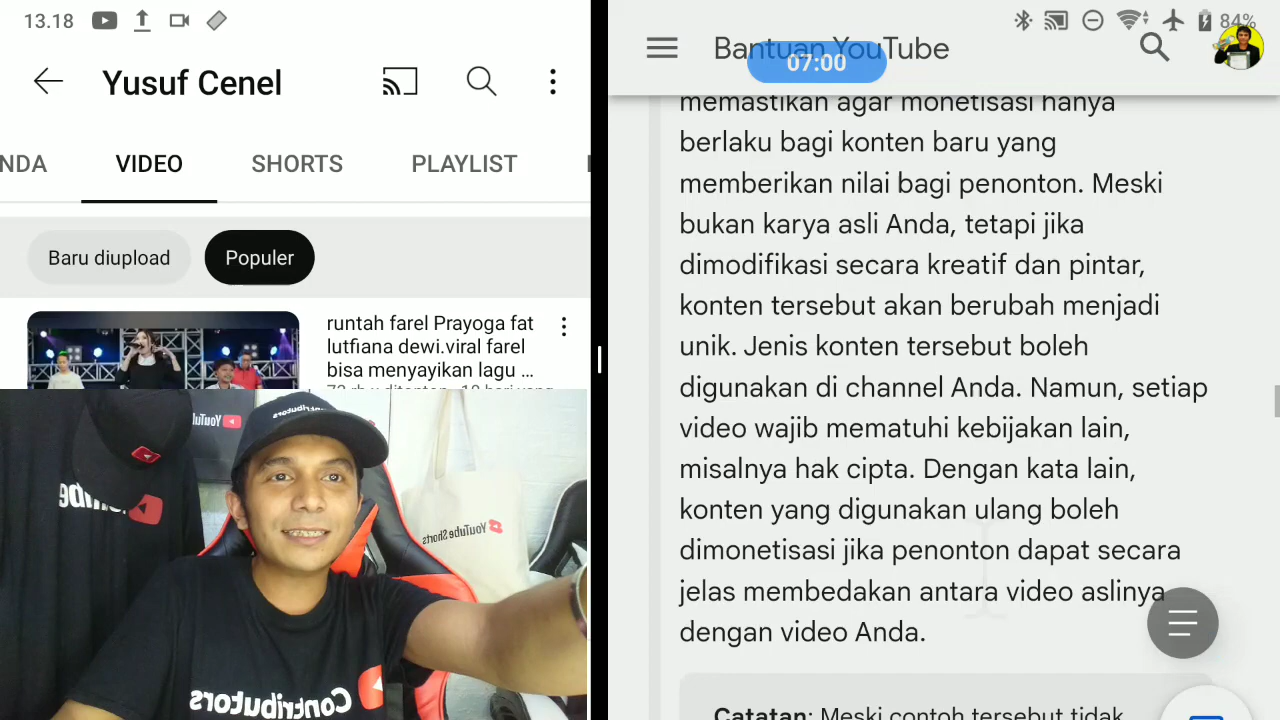 13.18
84%
Yusuf Cenel
NDA
VIDEO
SHORTS
PLAYLIST
Baru diupload
Populer
runtah farel Prayoga fat
lutfiana dewi.viral farel
bisa menyayikan lagu ...
YouTube
Contributors
YouTube Shorts
Contributors
Bantuan YouTube
07:00
memastikan agar monetisasi hanya
berlaku bagi konten baru yang
memberikan nilai bagi penonton. Meski
bukan karya asli Anda, tetapi jika
dimodifikasi secara kreatif dan pintar,
konten tersebut akan berubah menjadi
unik. Jenis konten tersebut boleh
digunakan di channel Anda. Namun, setiap
video wajib mematuhi kebijakan lain,
misalnya hak cipta. Dengan kata lain,
konten yang digunakan ulang boleh
dimonetisasi jika penonton dapat secara
jelas membedakan antara video aslinya
dengan video Anda.
Catatan: Meski contoh tersebut tidak